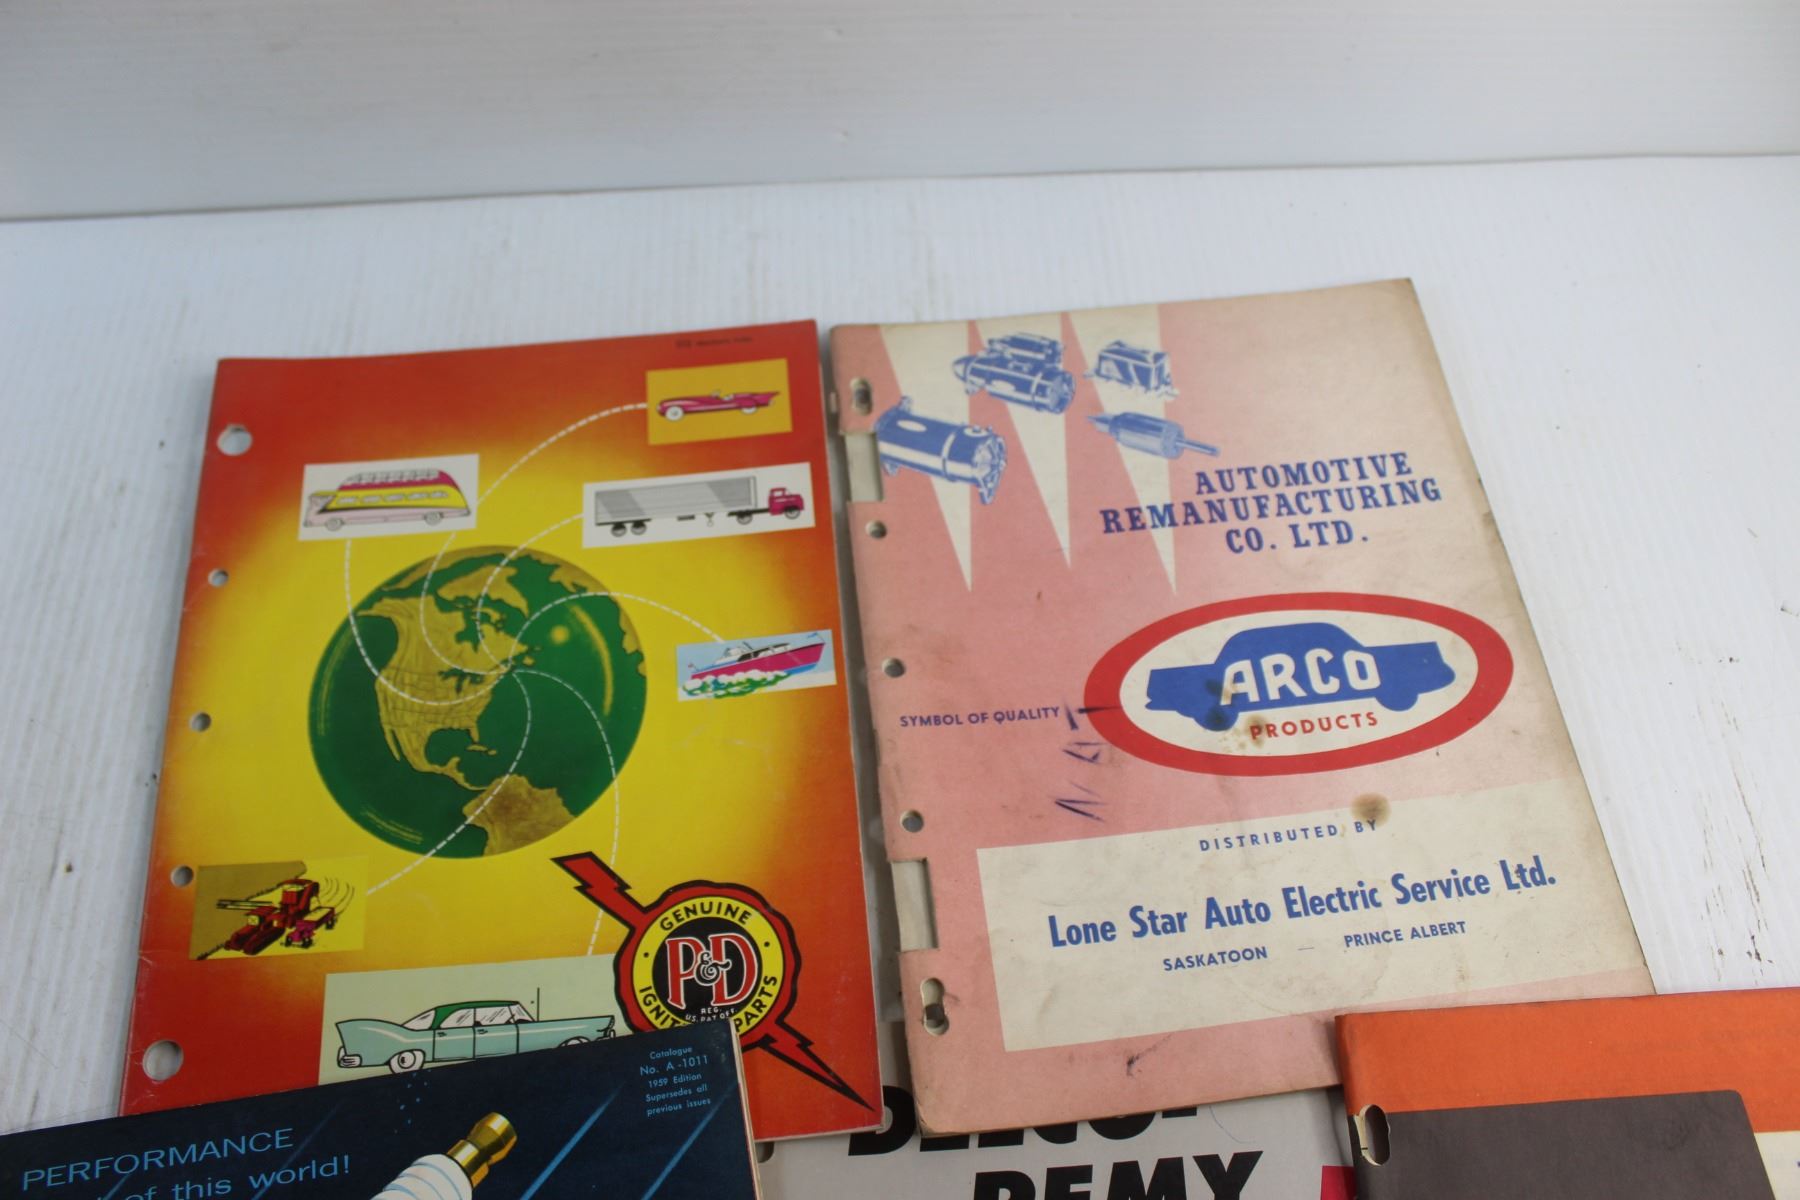 GENUINE
P&D
REG.
U.S. PAT OFF.
PARTS
AUTOMOTIVE
REMANUFACTURING
CO. LTD.
SYMBOL OF QUALITY
ARCO
PRODUCTS
DISTRIBUTED BY
Lone Star Auto Electric Service Ltd.
SASKATOON — PRINCE ALBERT
Catalogue
No. A-1011
1959 Edition
Supersedes all
previous issues
PERFORMANCE
of this world!
REMY